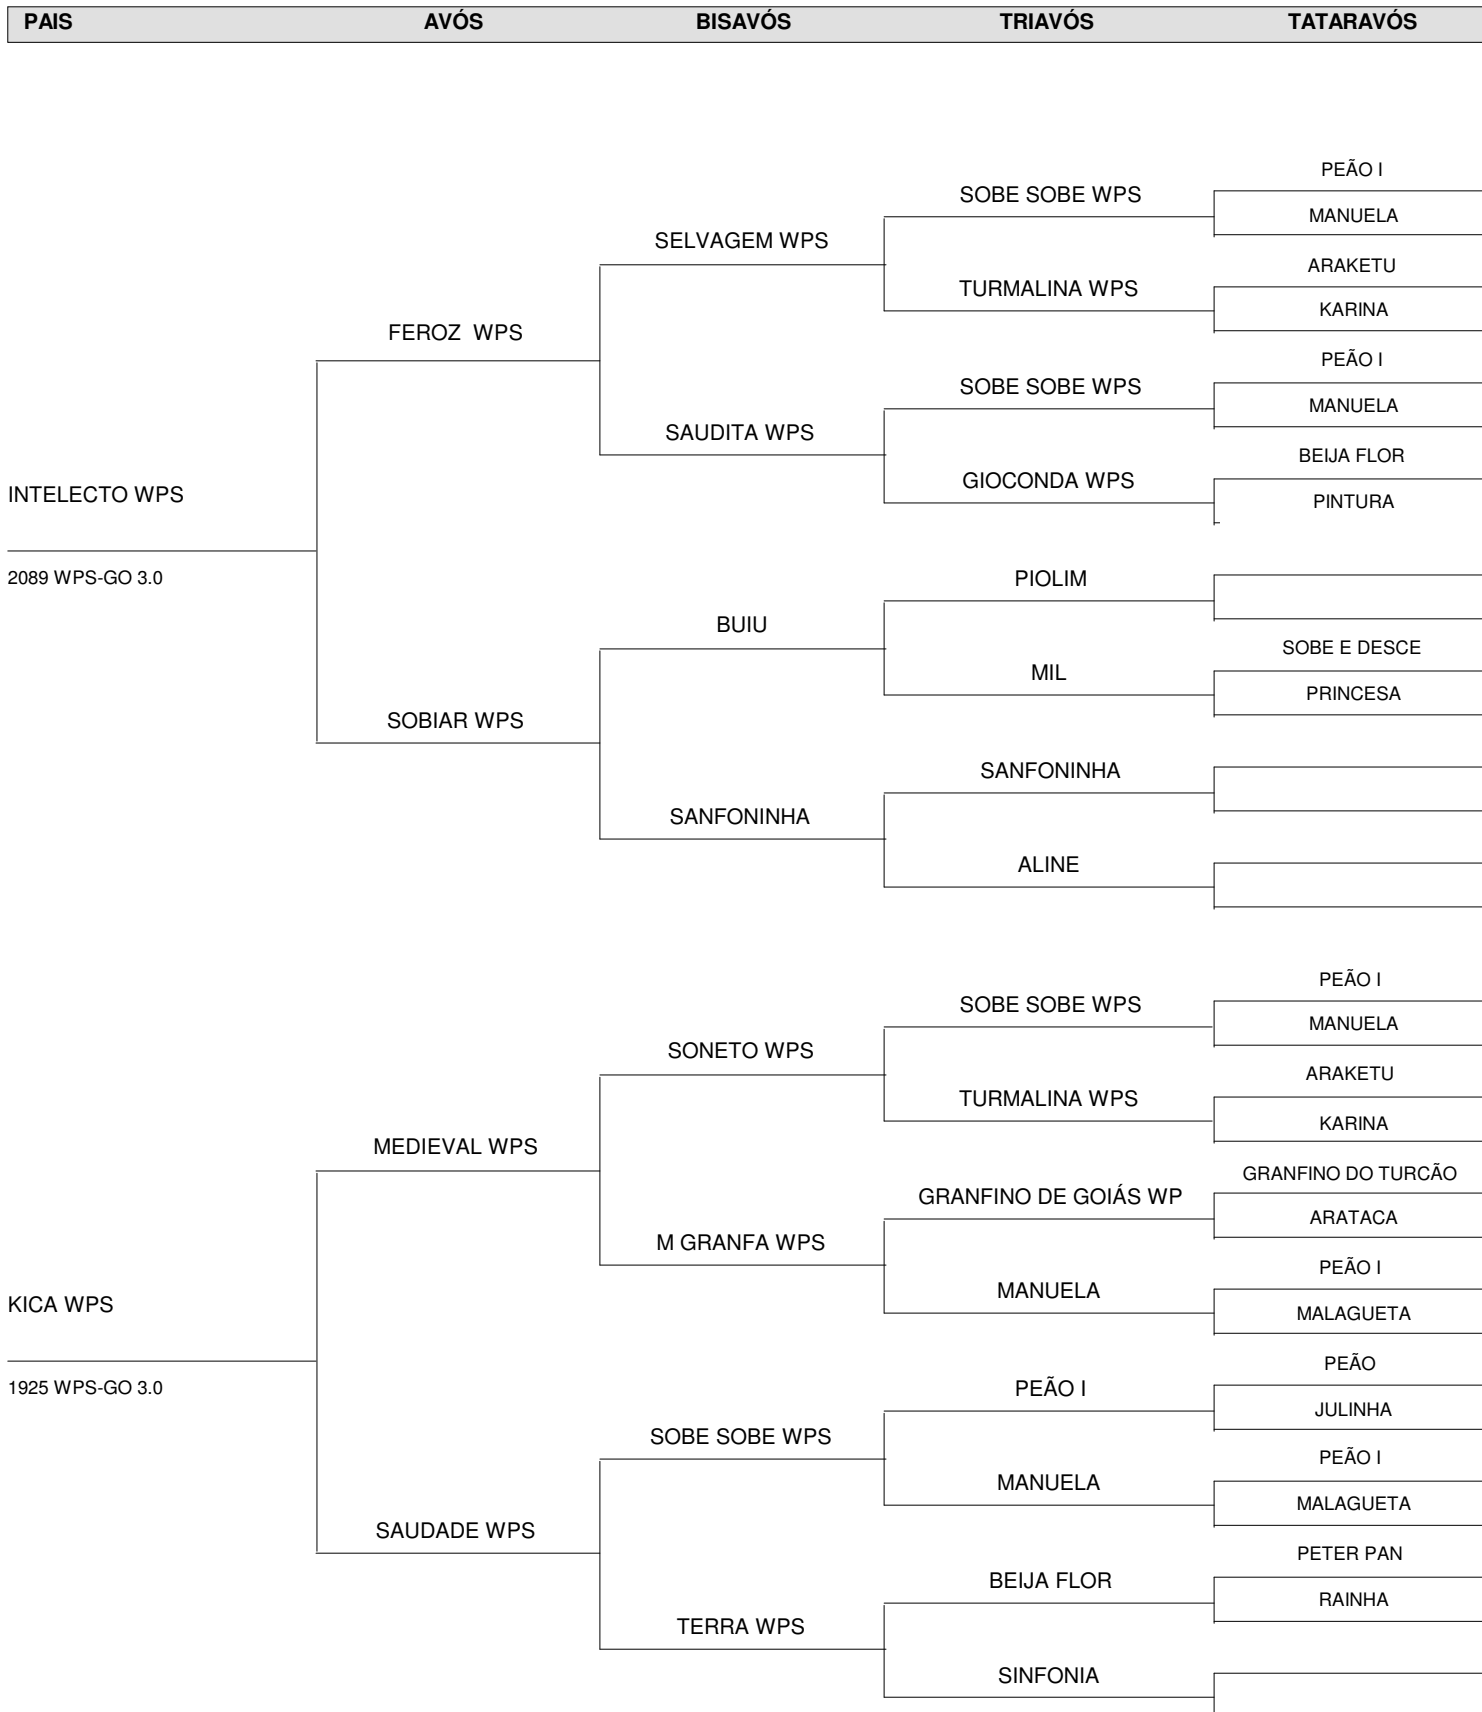 PAIS AVÓS BISAVÓS TRIAVÓS TATARAVÓS
PEÃO I
SOBE SOBE WPS
MANUELA
SELVAGEM WPS
ARAKETU
TURMALINA WPS
KARINA
FEROZ WPS
PEÃO I
SOBE SOBE WPS
MANUELA
SAUDITA WPS
BEIJA FLOR
GIOCONDA WPS
INTELECTO WPS
PINTURA
2089 WPS-GO 3.0
PIOLIM
BUIU
SOBE E DESCE
MIL
PRINCESA
SOBIAR WPS
SANFONINHA
SANFONINHA
ALINE
PEÃO I
SOBE SOBE WPS
MANUELA
SONETO WPS
ARAKETU
TURMALINA WPS
KARINA
MEDIEVAL WPS
GRANFINO DO TURCÃO
GRANFINO DE GOIÁS WP
ARATACA
M GRANFA WPS
PEÃO I
MANUELA
KICA WPS
MALAGUETA
PEÃO
1925 WPS-GO 3.0
PEÃO I
JULINHA
SOBE SOBE WPS
PEÃO I
MANUELA
MALAGUETA
SAUDADE WPS
PETER PAN
BEIJA FLOR
RAINHA
TERRA WPS
SINFONIA